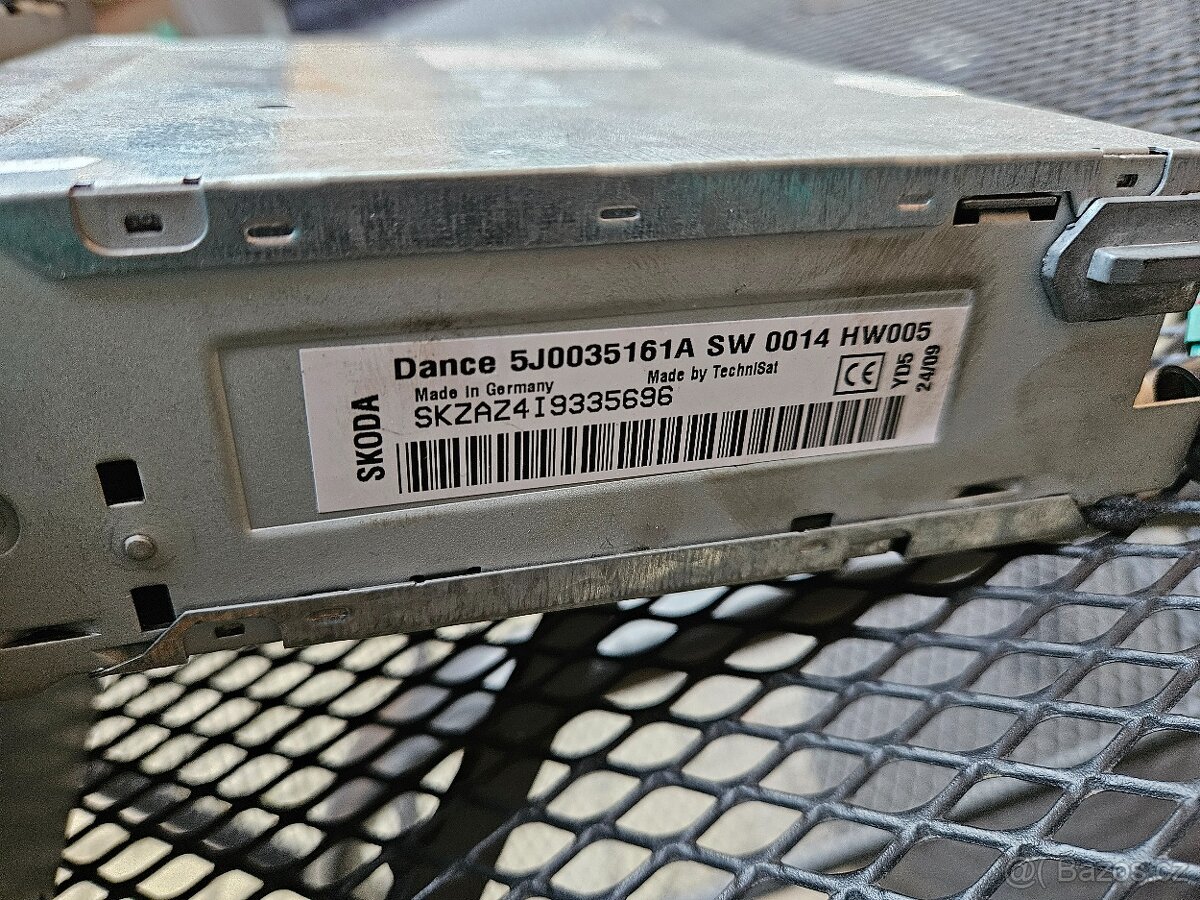 Dance 5J0035161A SW 0014 HW005
Made in Germany
Made by TechniSat
SKZAZ4I9335696
SKODA
CE
YD5
24/09
@( Bazos.cz